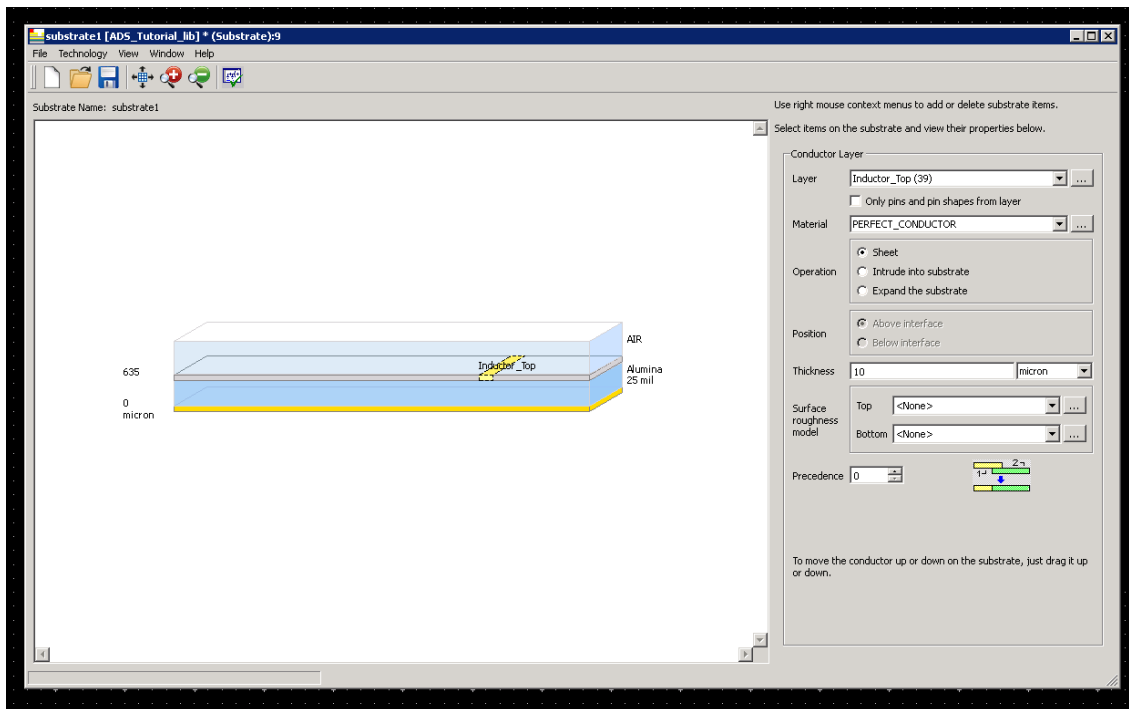 substrate1 [ADS_Tutorial_lib] * (Substrate):9
File Technology View Window Help
Substrate Name: substrate1
Use right mouse context menus to add or delete substrate items.
Select items on the substrate and view their properties below.
Conductor Layer
Layer Inductor_Top (39) ...
Only pins and pin shapes from layer
Material PERFECT_CONDUCTOR ...
Operation
Sheet
Intrude into substrate
Expand the substrate
Position
Above interface
Below interface
Thickness 10 micron
Surface
roughness
model
Top <None> ...
Bottom <None> ...
Precedence 0
1 2
To move the conductor up or down on the substrate, just drag it up
or down.
AIR
Inductor_Top
635
Alumina
25 mil
0
micron